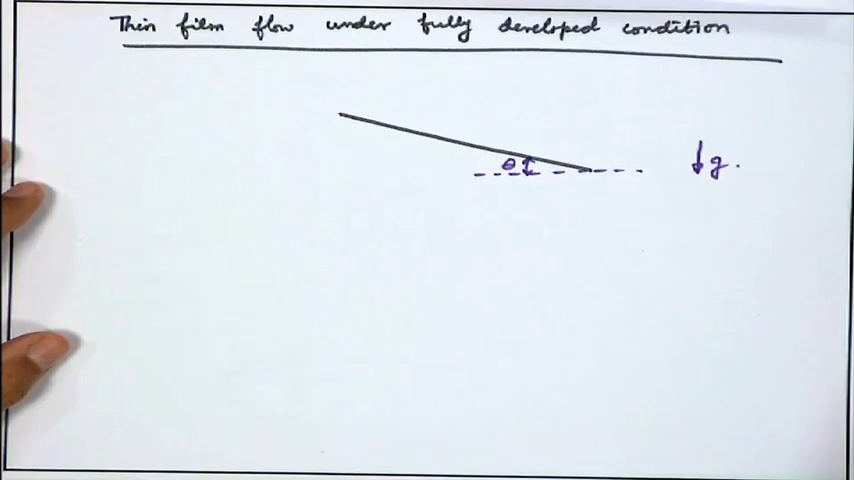 Thin film flow under fully developed condition
θ
↓g.